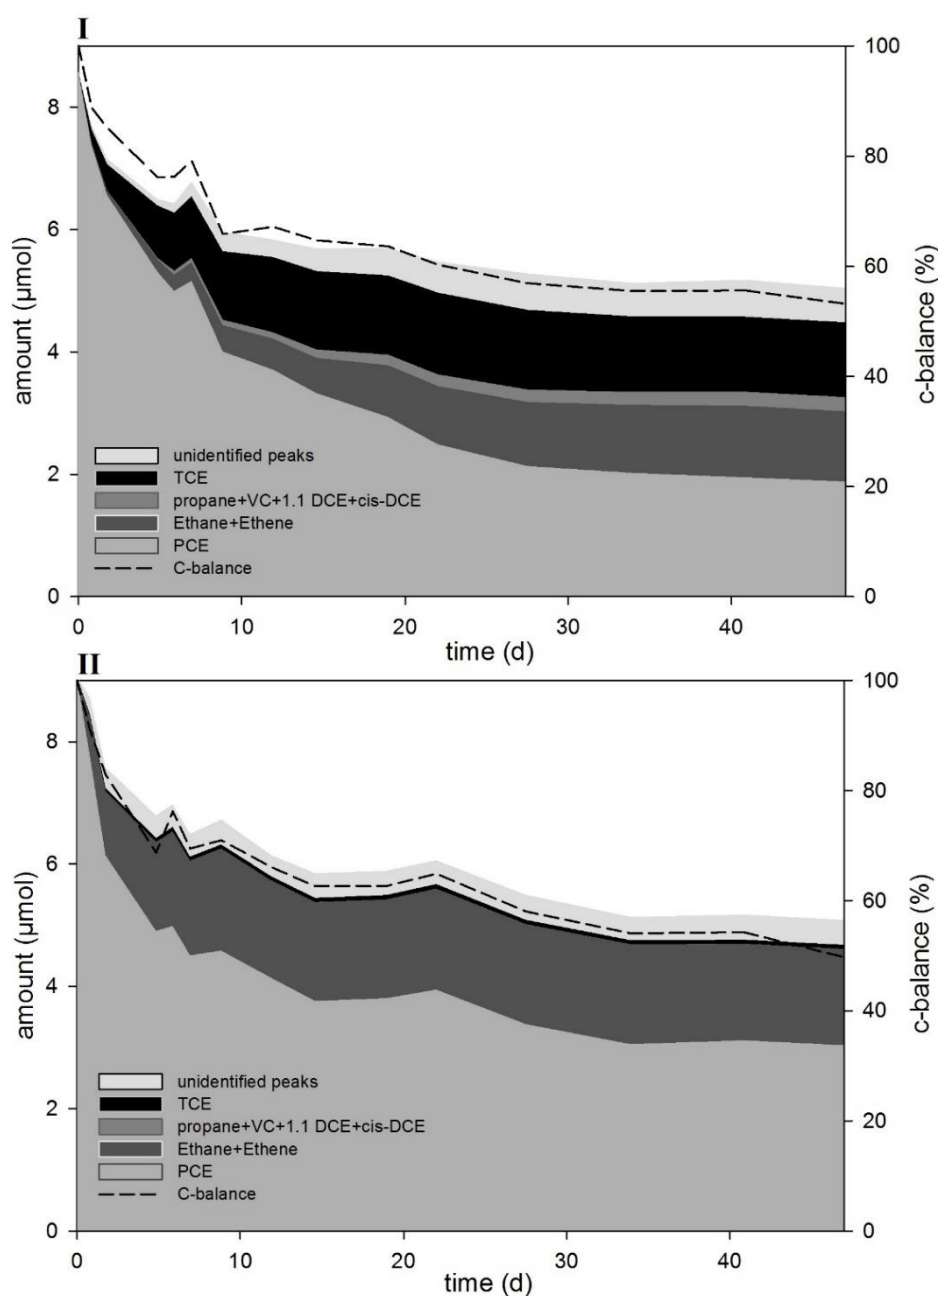 I
8
6
4
2
0
amount (µmol)
100
80
60
40
20
0
c-balance (%)
unidentified peaks
TCE
propane+VC+1.1 DCE+cis-DCE
Ethane+Ethene
PCE
C-balance
0 10 20 30 40
time (d)
II
8
6
4
2
0
amount (µmol)
100
80
60
40
20
0
c-balance (%)
unidentified peaks
TCE
propane+VC+1.1 DCE+cis-DCE
Ethane+Ethene
PCE
C-balance
0 10 20 30 40
time (d)